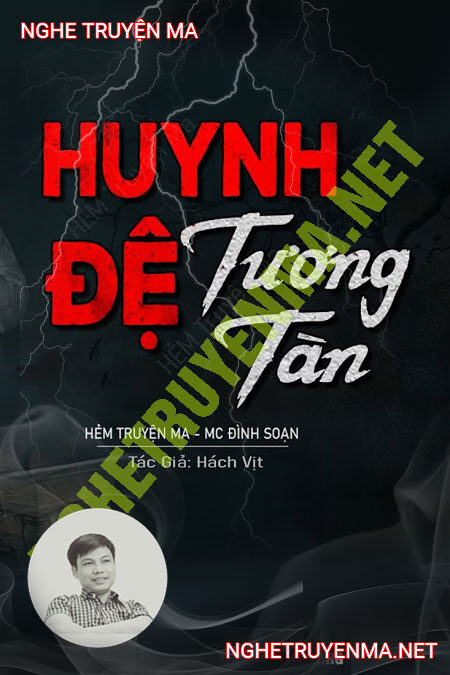 NGHE TRUYỆN MA
HUYNH
ĐỆ Tương
Tàn
HẺM TRUYỆN MA - MC ĐÌNH SOẠN
Tác Giả: Hách Vịt
NGHETRUYENMA.NET
NGHETRUYENMA.NET